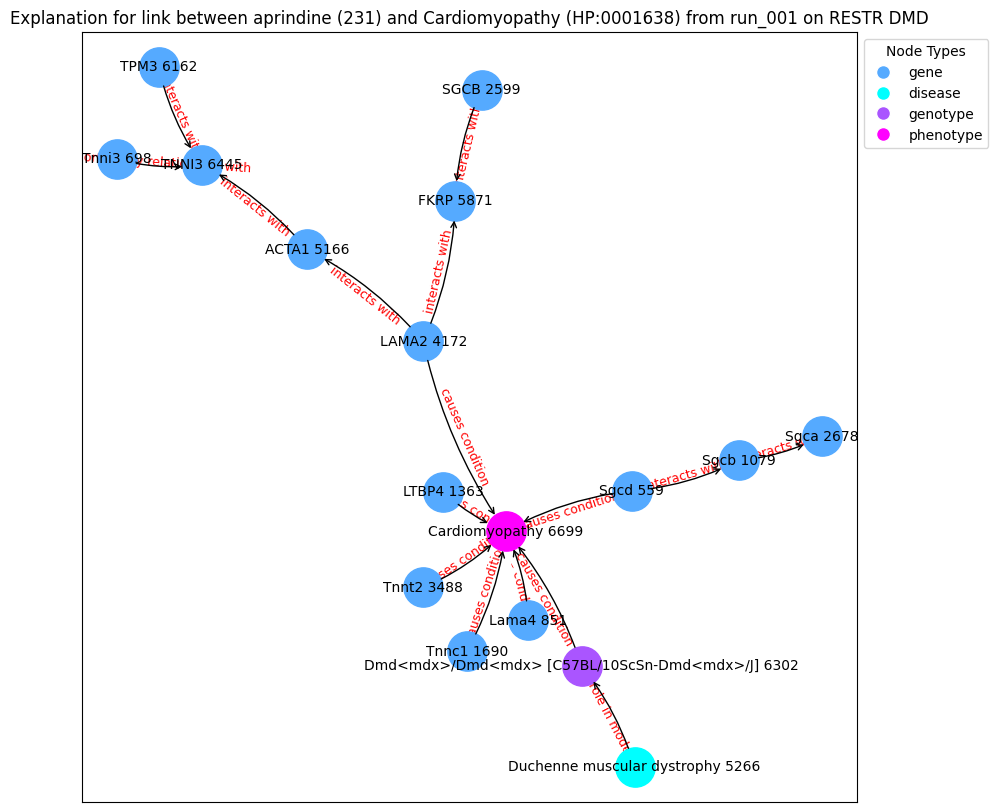 Explanation for link between aprindine (231) and Cardiomyopathy (HP:0001638) from run_001 on RESTR DMD
Node Types
gene
disease
genotype
phenotype
TPM3 6162
SGCB 2599
interacts with
interacts with
Tnni3 698
TNNI3 6445
with
FKRP 5871
interacts with
ACTA1 5166
interacts with
interacts with
LAMA2 4172
causes condition
Sgca 2678
Sgcb 1079
interacts
interacts with
LTBP4 1363
Sgcd 559
causes condition
Cardiomyopathy 6699
causes condition
Tnnt2 3488
causes condition
causes condition
Lama4 851
Tnnc1 1690
Dmd<mdx>/Dmd<mdx> [C57BL/10ScSn-Dmd<mdx>/J] 6302
role in model
Duchenne muscular dystrophy 5266